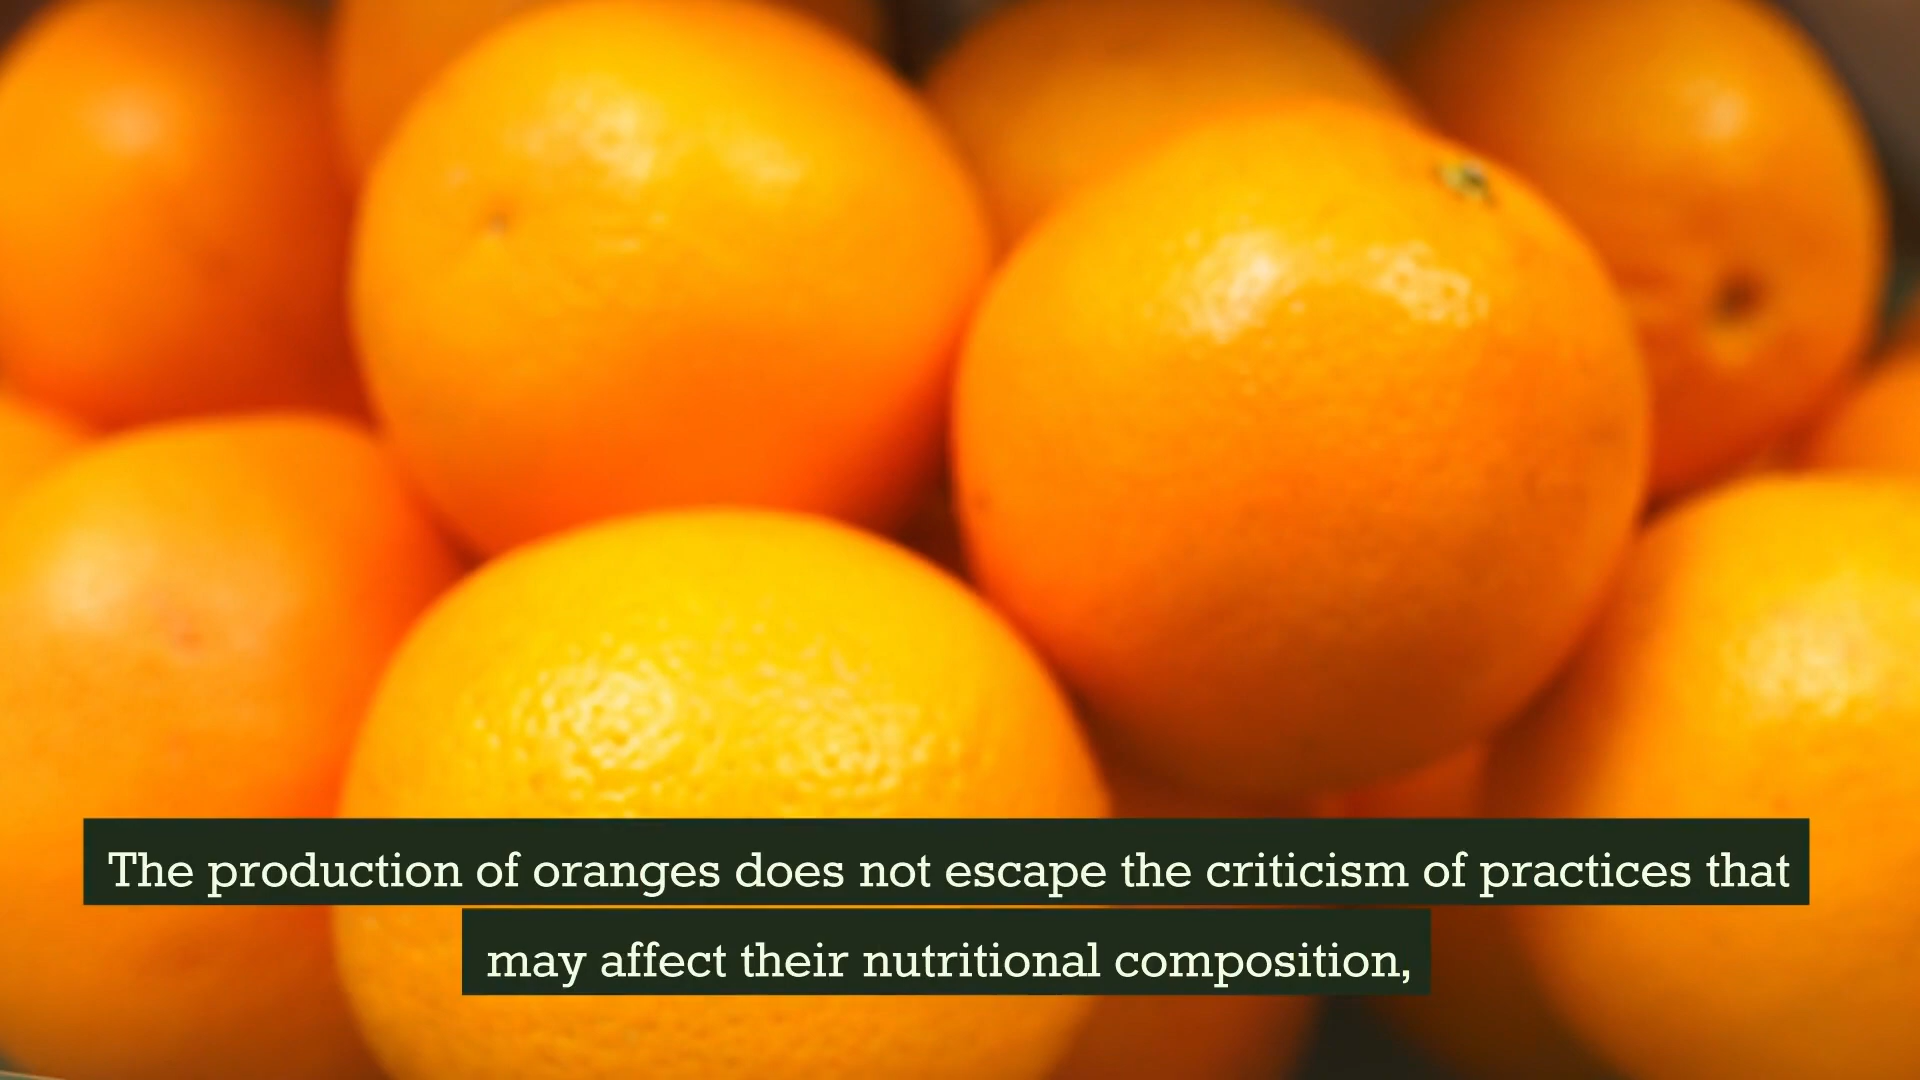 The production of oranges does not escape the criticism of practices that
may affect their nutritional composition,